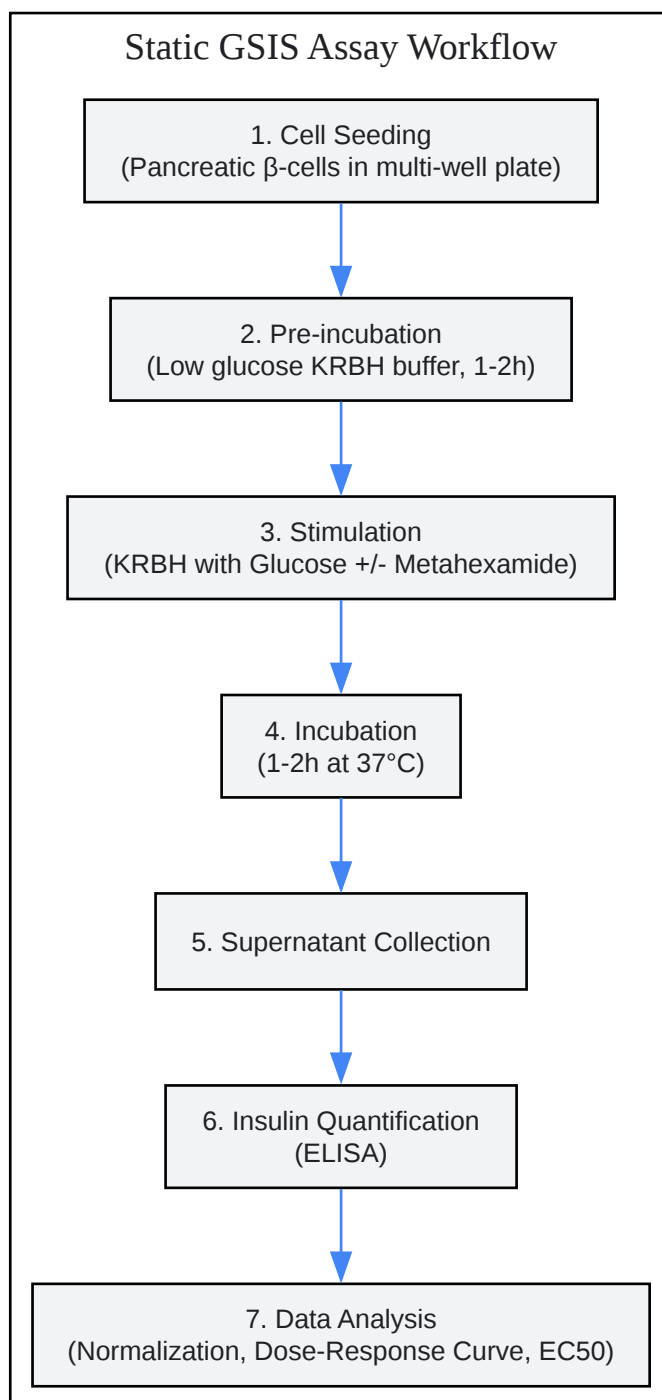 Static GSIS Assay Workflow
1. Cell Seeding
(Pancreatic β-cells in multi-well plate)
2. Pre-incubation
(Low glucose KRBH buffer, 1-2h)
3. Stimulation
(KRBH with Glucose +/- Metahexamide)
4. Incubation
(1-2h at 37°C)
5. Supernatant Collection
6. Insulin Quantification
(ELISA)
7. Data Analysis
(Normalization, Dose-Response Curve, EC50)